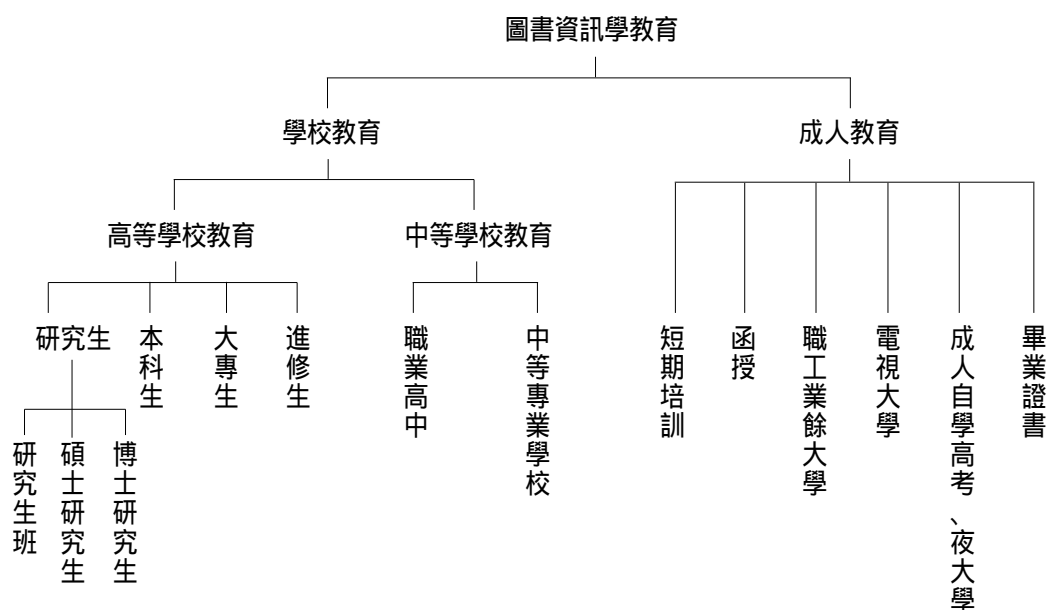 圖書資訊學教育
學校教育
成人教育
高等學校教育
中等學校教育
研究生
本科生
大專生
進修生
職業高中
中等專業學校
短期培訓
函授
職工業餘大學
電視大學
成人自學高考、夜大學
畢業證書
研究生班
碩士研究生
博士研究生